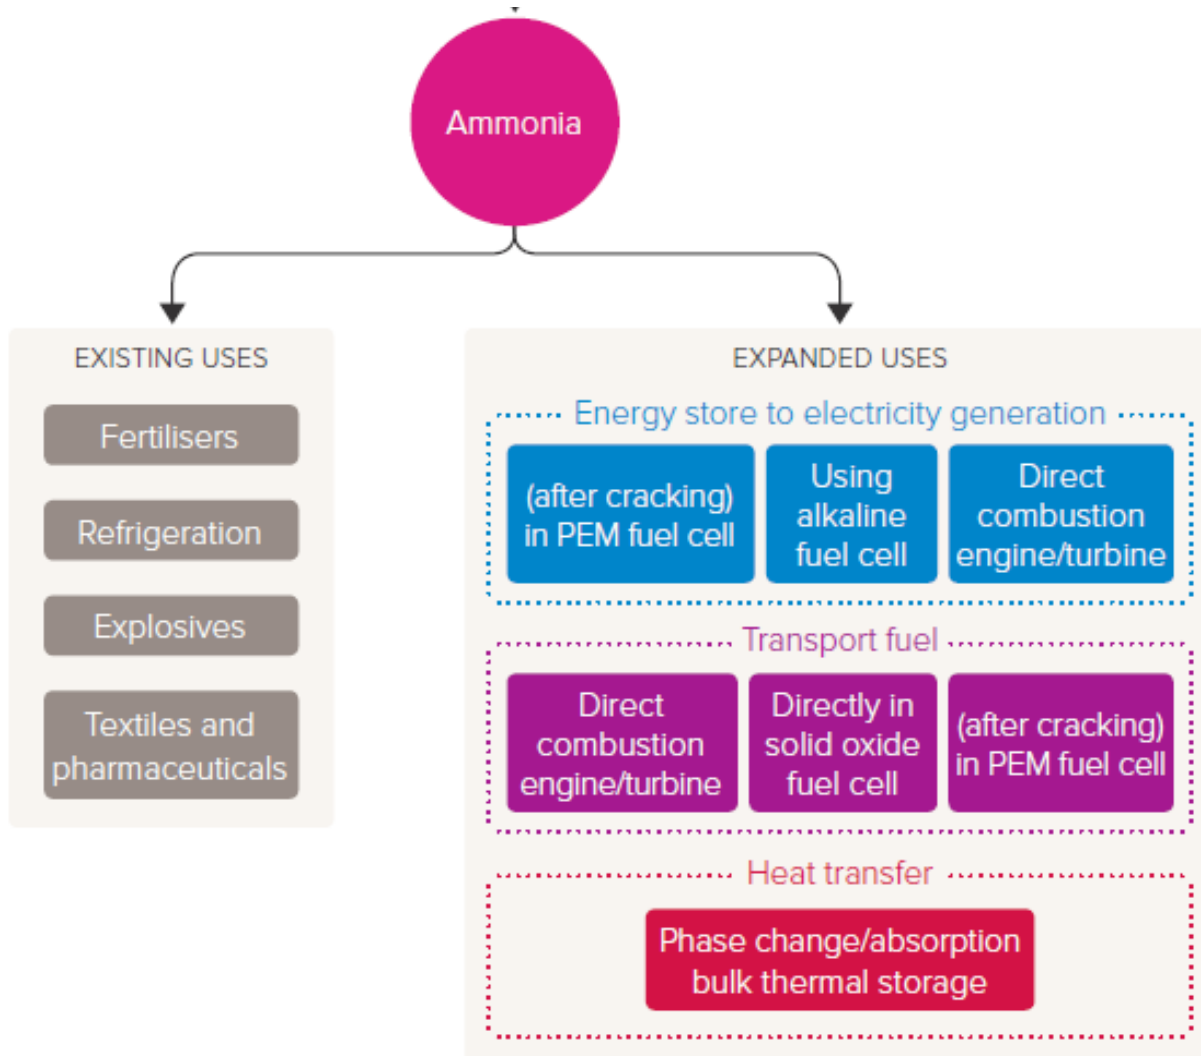 Ammonia
EXISTING USES
Fertilisers
Refrigeration
Explosives
Textiles and
pharmaceuticals
EXPANDED USES
Energy store to electricity generation
(after cracking)
in PEM fuel cell
Using
alkaline
fuel cell
Direct
combustion
engine/turbine
Transport fuel
Direct
combustion
engine/turbine
Directly in
solid oxide
fuel cell
(after cracking)
in PEM fuel cell
Heat transfer
Phase change/absorption
bulk thermal storage